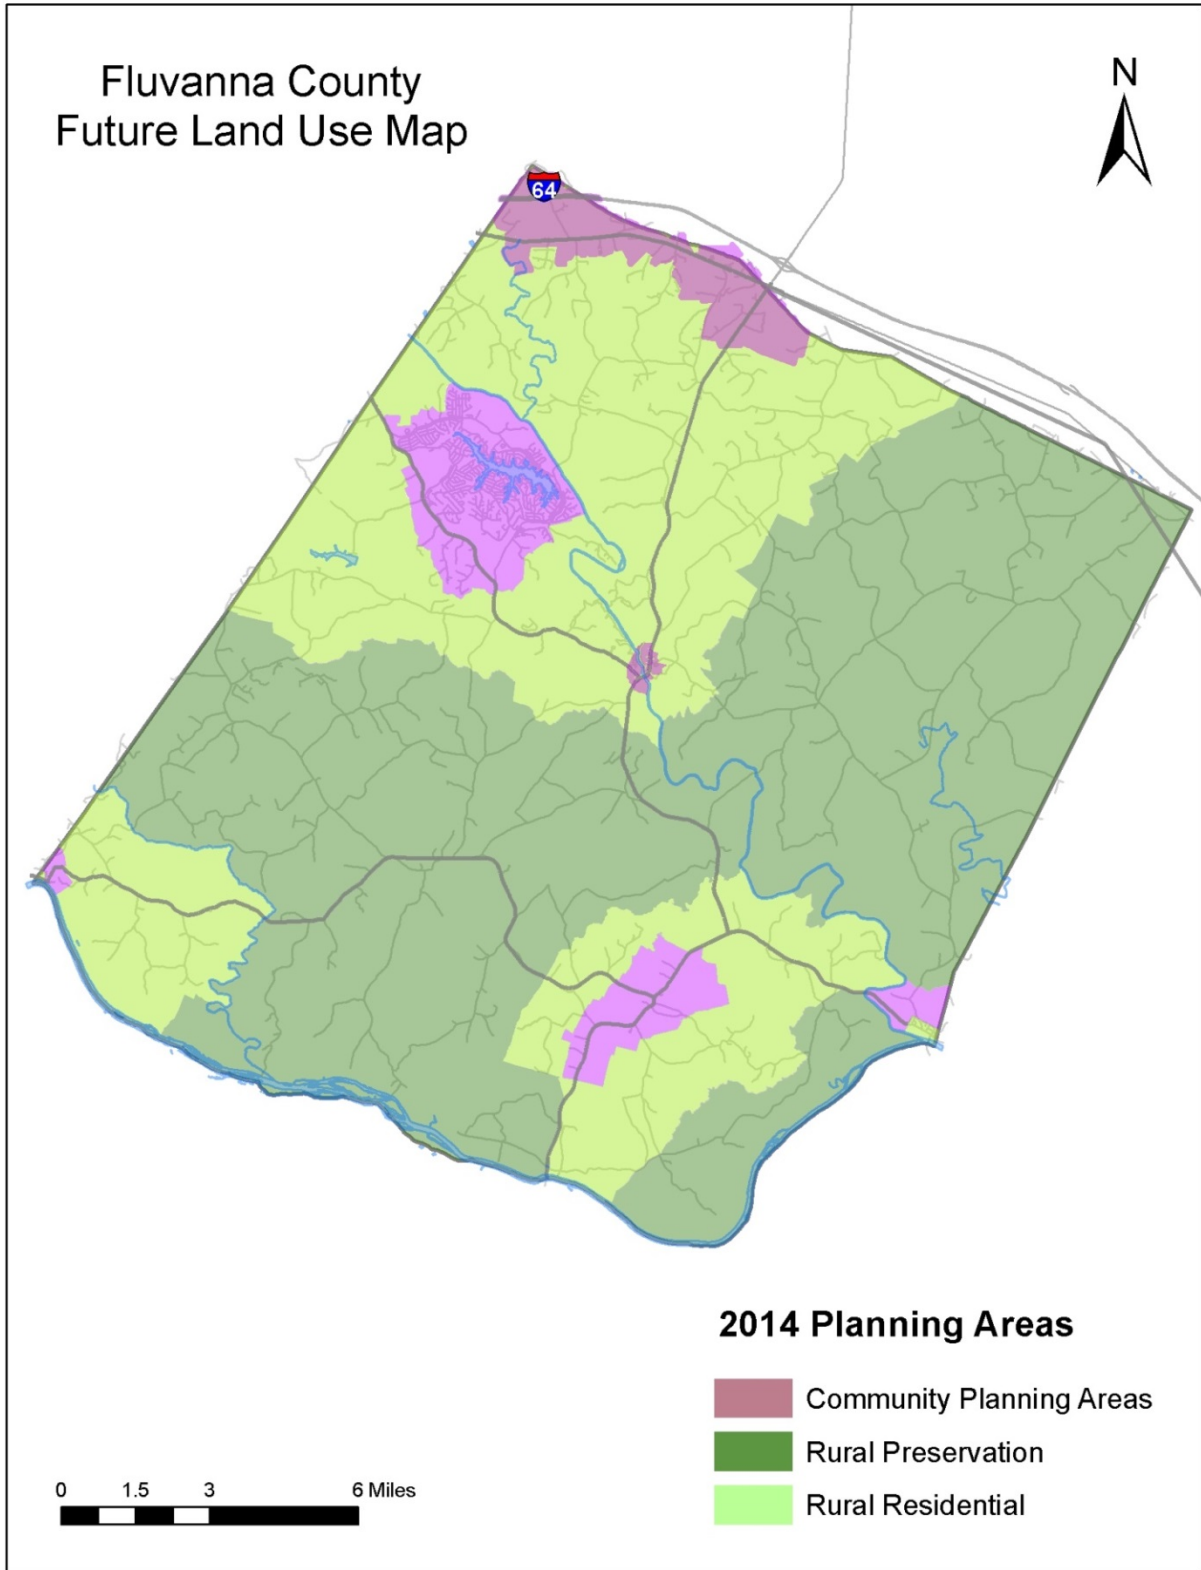 Fluvanna County
Future Land Use Map
N
64
2014 Planning Areas
Community Planning Areas
Rural Preservation
Rural Residential
0 1.5 3 6 Miles